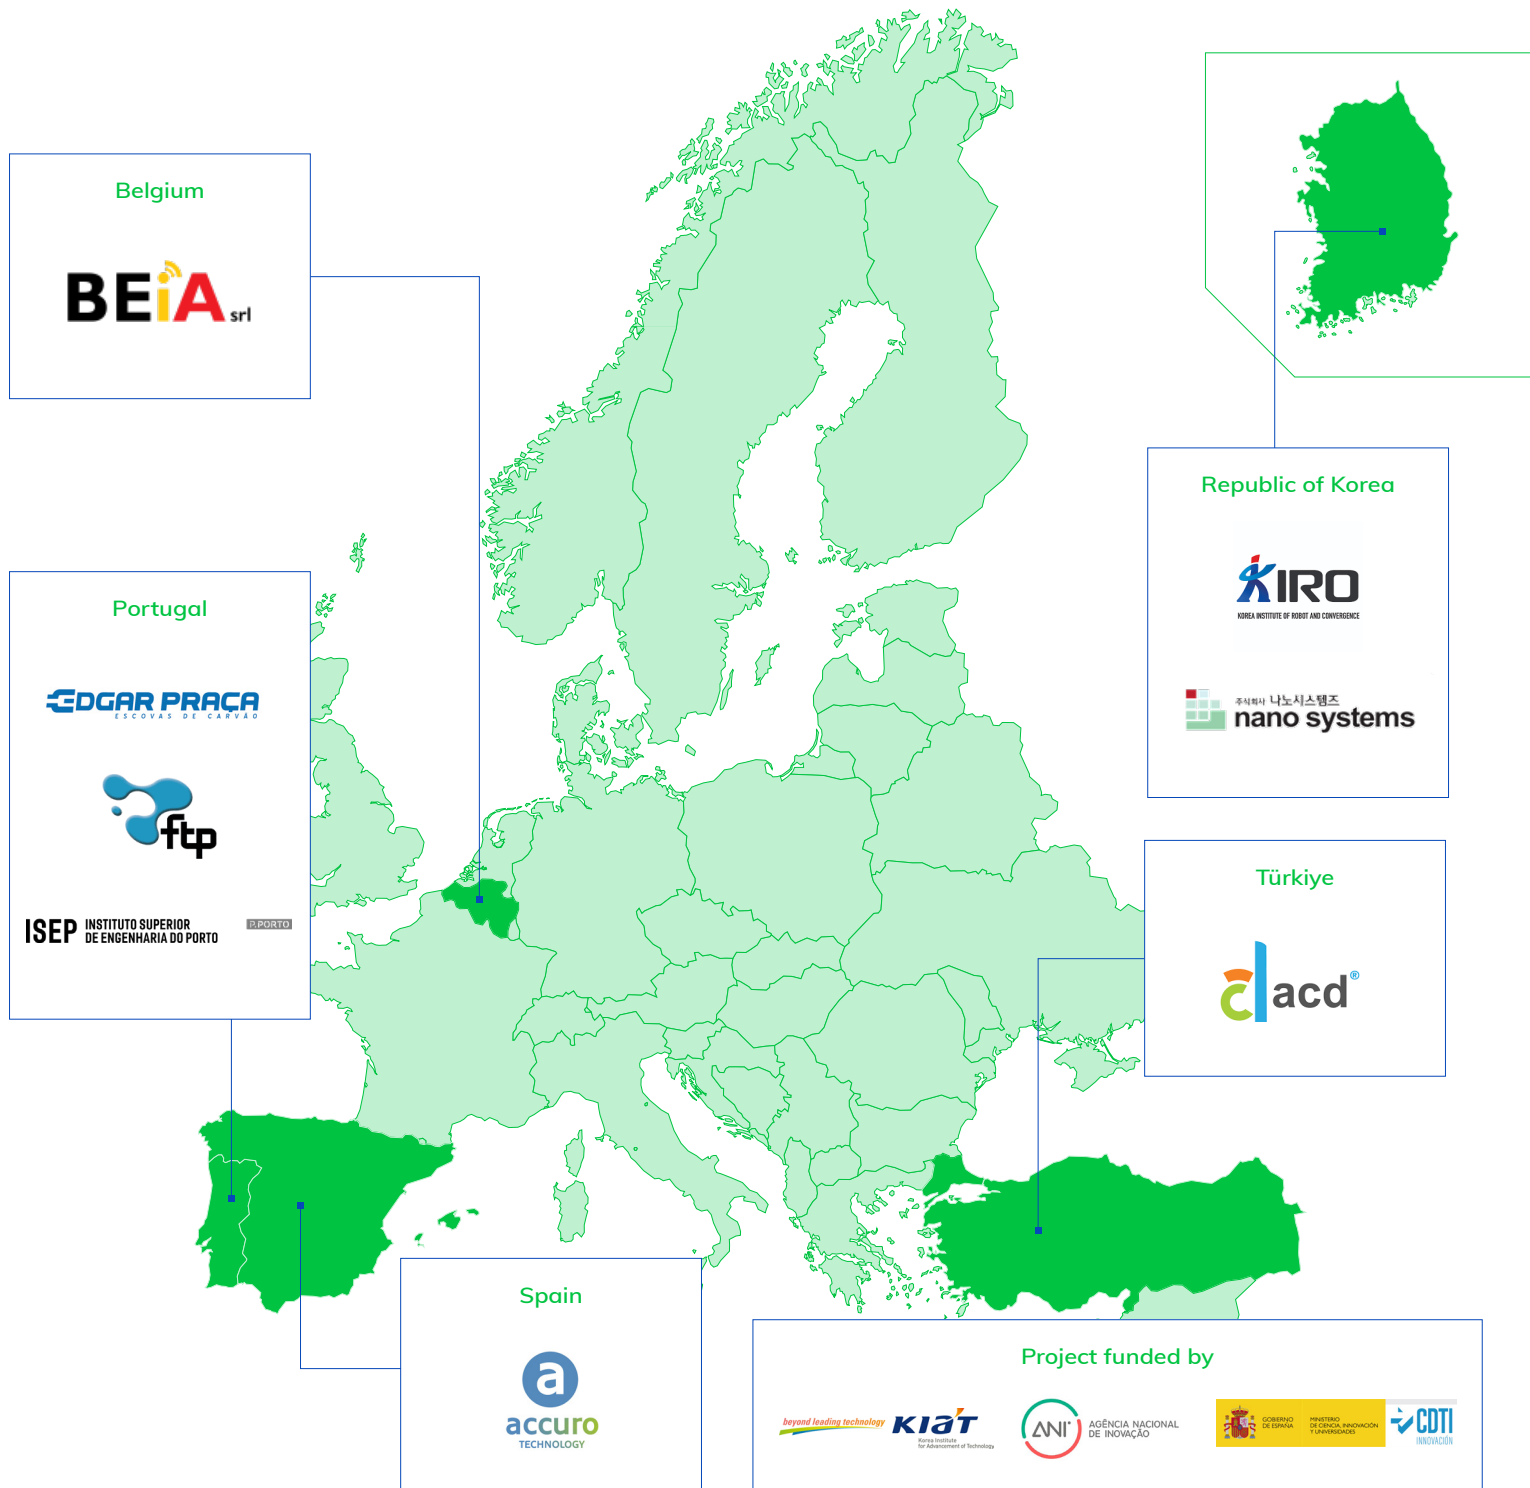 Belgium
BEiA srl
Republic of Korea
KIRO
KOREA INSTITUTE OF ROBOT AND CONVERGENCE
주식회사 나노시스템즈
nano systems
Portugal
EDGAR PRAÇA
ESCOVAS DE CARVÃO
ftp
ISEP INSTITUTO SUPERIOR
DE ENGENHARIA DO PORTO
P.PORTO
Türkiye
acd®
Spain
a
accuro
TECHNOLOGY
Project funded by
beyond leading technology
KIAT
Korea Institute
for Advancement of Technology
ANI
AGÊNCIA NACIONAL
DE INOVAÇÃO
GOBIERNO
DE ESPAÑA
MINISTERIO
DE CIENCIA, INNOVACIÓN
Y UNIVERSIDADES
CDTI
INNOVACIÓN